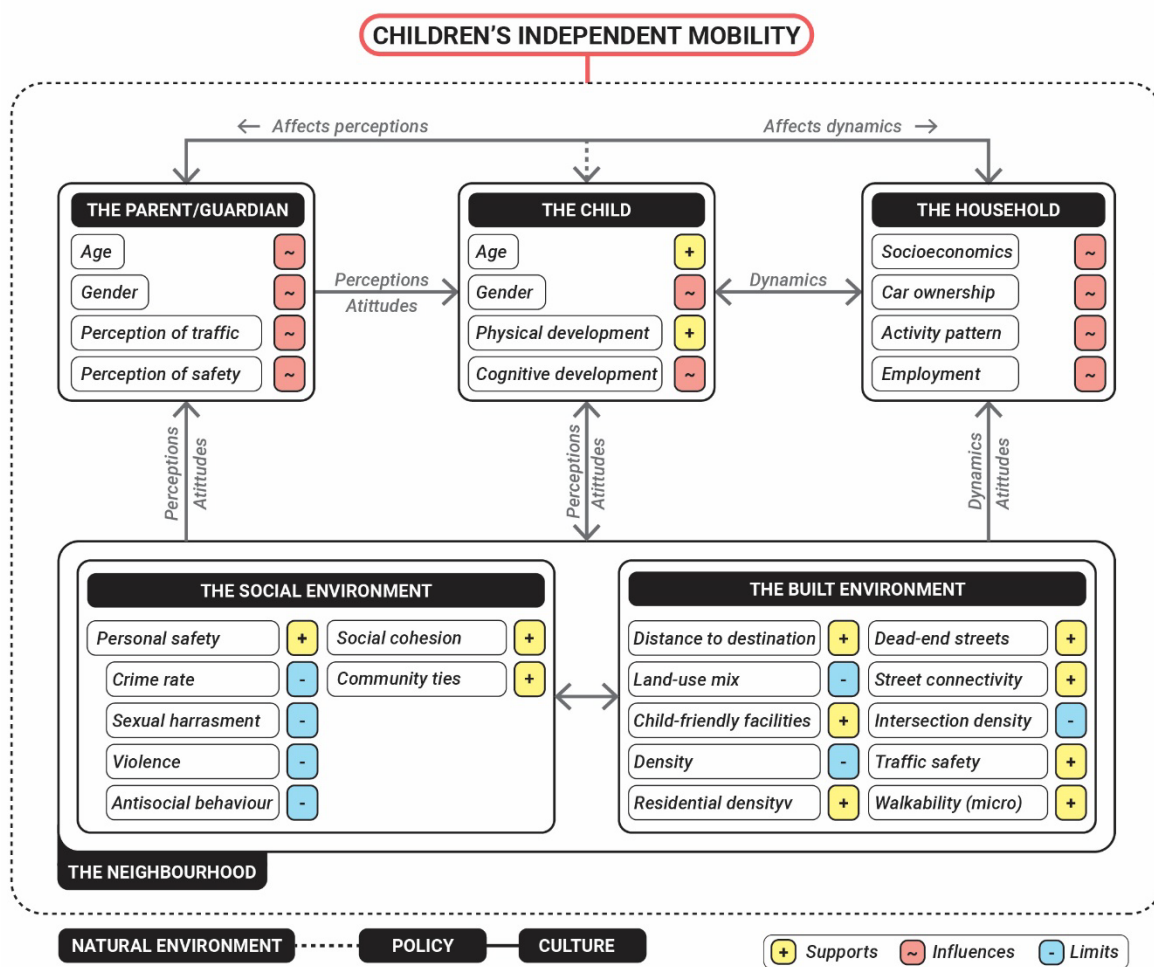 CHILDREN'S INDEPENDENT MOBILITY
← Affects perceptions
Affects dynamics →
THE PARENT/GUARDIAN
Age ~
Gender ~
Perception of traffic ~
Perception of safety ~
Perceptions
Atittudes
THE CHILD
Age +
Gender ~
Physical development +
Cognitive development ~
Dynamics
THE HOUSEHOLD
Socioeconomics ~
Car ownership ~
Activity pattern ~
Employment ~
Perceptions
Atittudes
Perceptions
Atittudes
Dynamics
Atittudes
THE SOCIAL ENVIRONMENT
Personal safety +
Crime rate -
Sexual harrasment -
Violence -
Antisocial behaviour -
Social cohesion +
Community ties +
THE BUILT ENVIRONMENT
Distance to destination +
Land-use mix -
Child-friendly facilities +
Density -
Residential densityv +
Dead-end streets +
Street connectivity +
Intersection density -
Traffic safety +
Walkability (micro) +
THE NEIGHBOURHOOD
NATURAL ENVIRONMENT
POLICY
CULTURE
+ Supports
~ Influences
- Limits